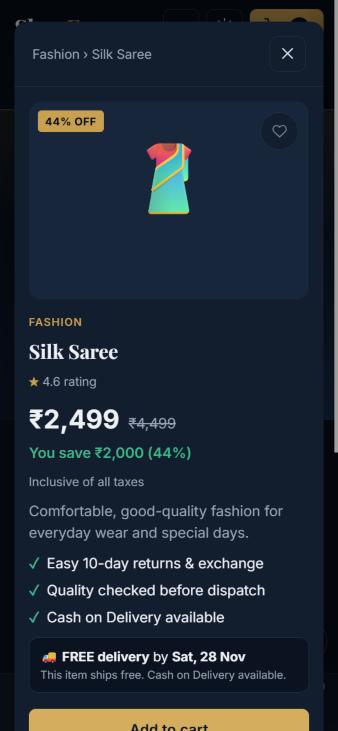 Fashion › Silk Saree
44% OFF
FASHION
Silk Saree
★ 4.6 rating
₹2,499 ₹4,499
You save ₹2,000 (44%)
Inclusive of all taxes
Comfortable, good-quality fashion for
everyday wear and special days.
✓ Easy 10-day returns & exchange
✓ Quality checked before dispatch
✓ Cash on Delivery available
🚚 FREE delivery by Sat, 28 Nov
This item ships free. Cash on Delivery available.
Add to cart